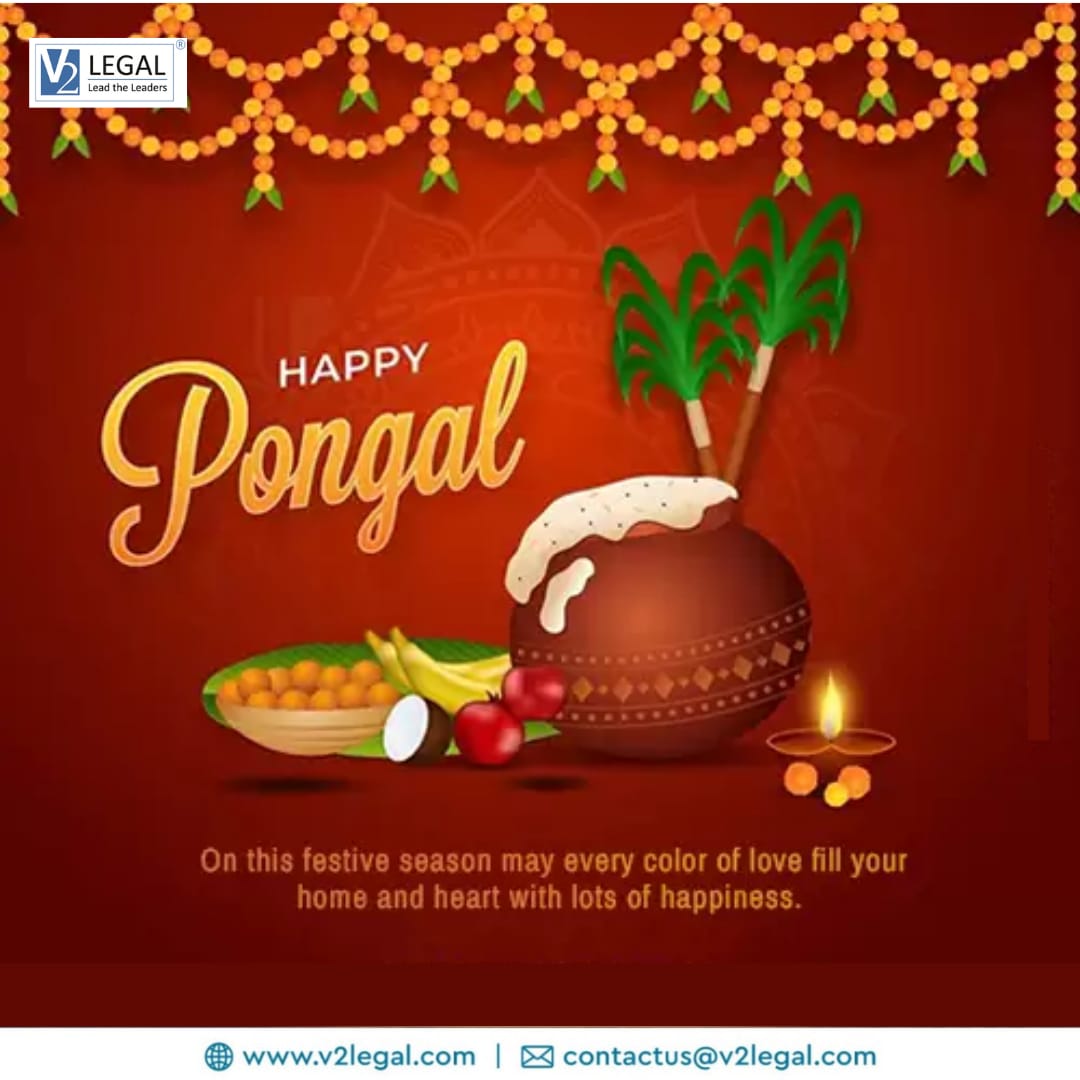 V2 LEGAL ®
Lead the Leaders
HAPPY
Pongal
On this festive season may every color of love fill your
home and heart with lots of happiness.
www.v2legal.com | contactus@v2legal.com